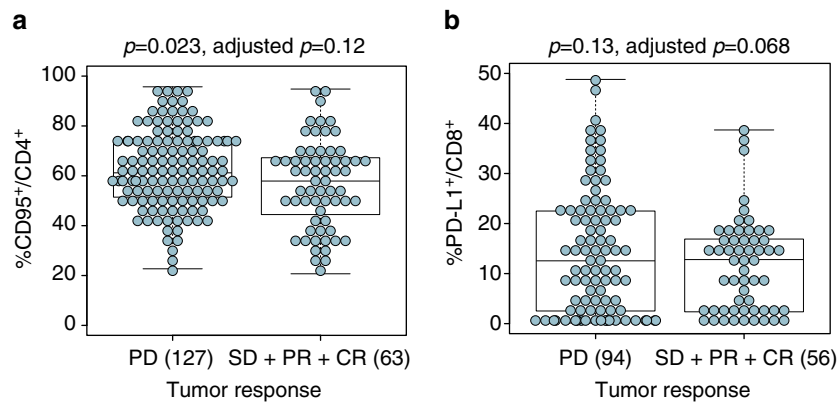 a
p=0.023, adjusted p=0.12
%CD95⁺/CD4⁺
100
80
60
40
20
0
PD (127)
SD + PR + CR (63)
Tumor response
b
p=0.13, adjusted p=0.068
%PD-L1⁺/CD8⁺
50
40
30
20
10
0
PD (94)
SD + PR + CR (56)
Tumor response